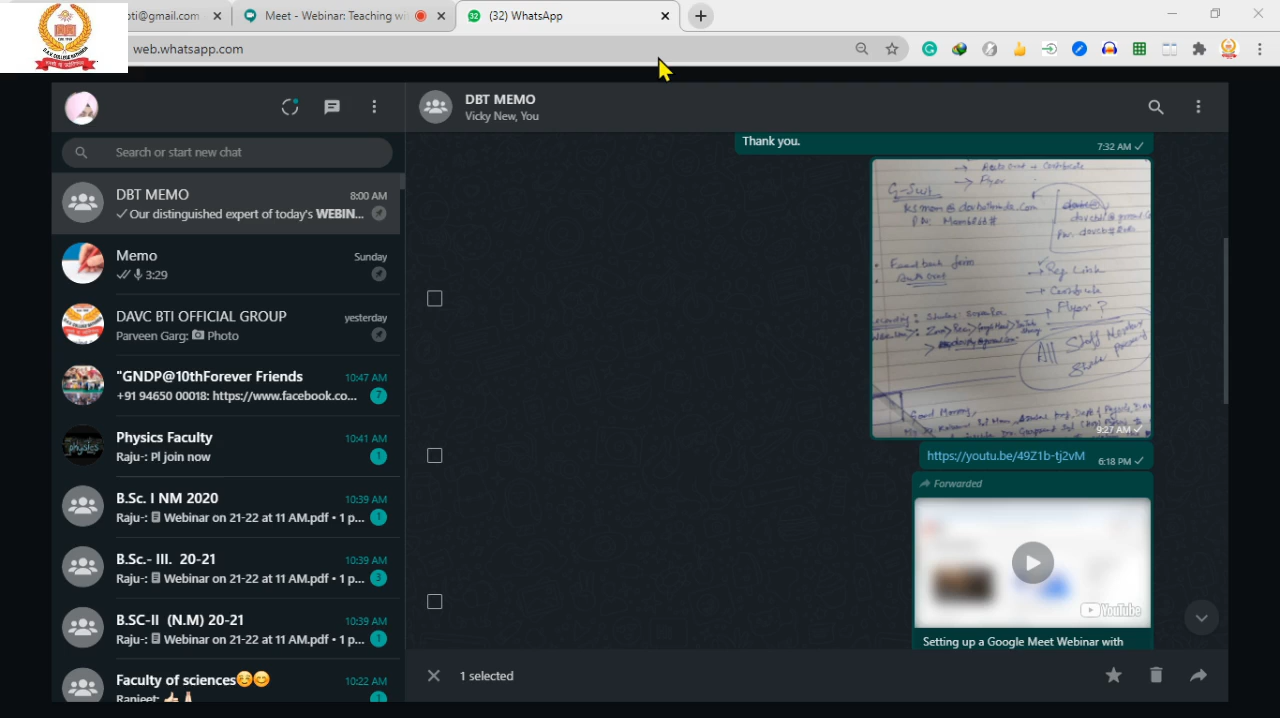 oti@gmail.com
Meet - Webinar: Teaching wi
(32) WhatsApp
web.whatsapp.com
DBT MEMO
Vicky New, You
Search or start new chat
DBT MEMO
8:00 AM
Our distinguished expert of today's WEBIN...
Memo
Sunday
3:29
DAVC BTI OFFICIAL GROUP
yesterday
Parveen Garg: Photo
"GNDP@10thForever Friends
10:47 AM
+91 94650 00018: https://www.facebook.co...
7
Physics Faculty
10:41 AM
Raju-: Pl join now
1
B.Sc. I NM 2020
10:39 AM
Raju-: Webinar on 21-22 at 11 AM.pdf • 1 p...
1
B.Sc.- III. 20-21
10:39 AM
Raju-: Webinar on 21-22 at 11 AM.pdf • 1 p...
3
B.SC-II (N.M) 20-21
10:39 AM
Raju-: Webinar on 21-22 at 11 AM.pdf • 1 p...
1
Faculty of sciences☺️😊
10:22 AM
Ranjeet: 👍🏻🙏🏻
1
Thank you.
7:32 AM
Flyer
Feedback form
Reg Link
Certificate
Flyer?
All Staff Member
Good Morning,
9:27 AM
https://youtu.be/49Z1b-tj2vM
6:18 PM
Forwarded
YouTube
Setting up a Google Meet Webinar with
1 selected